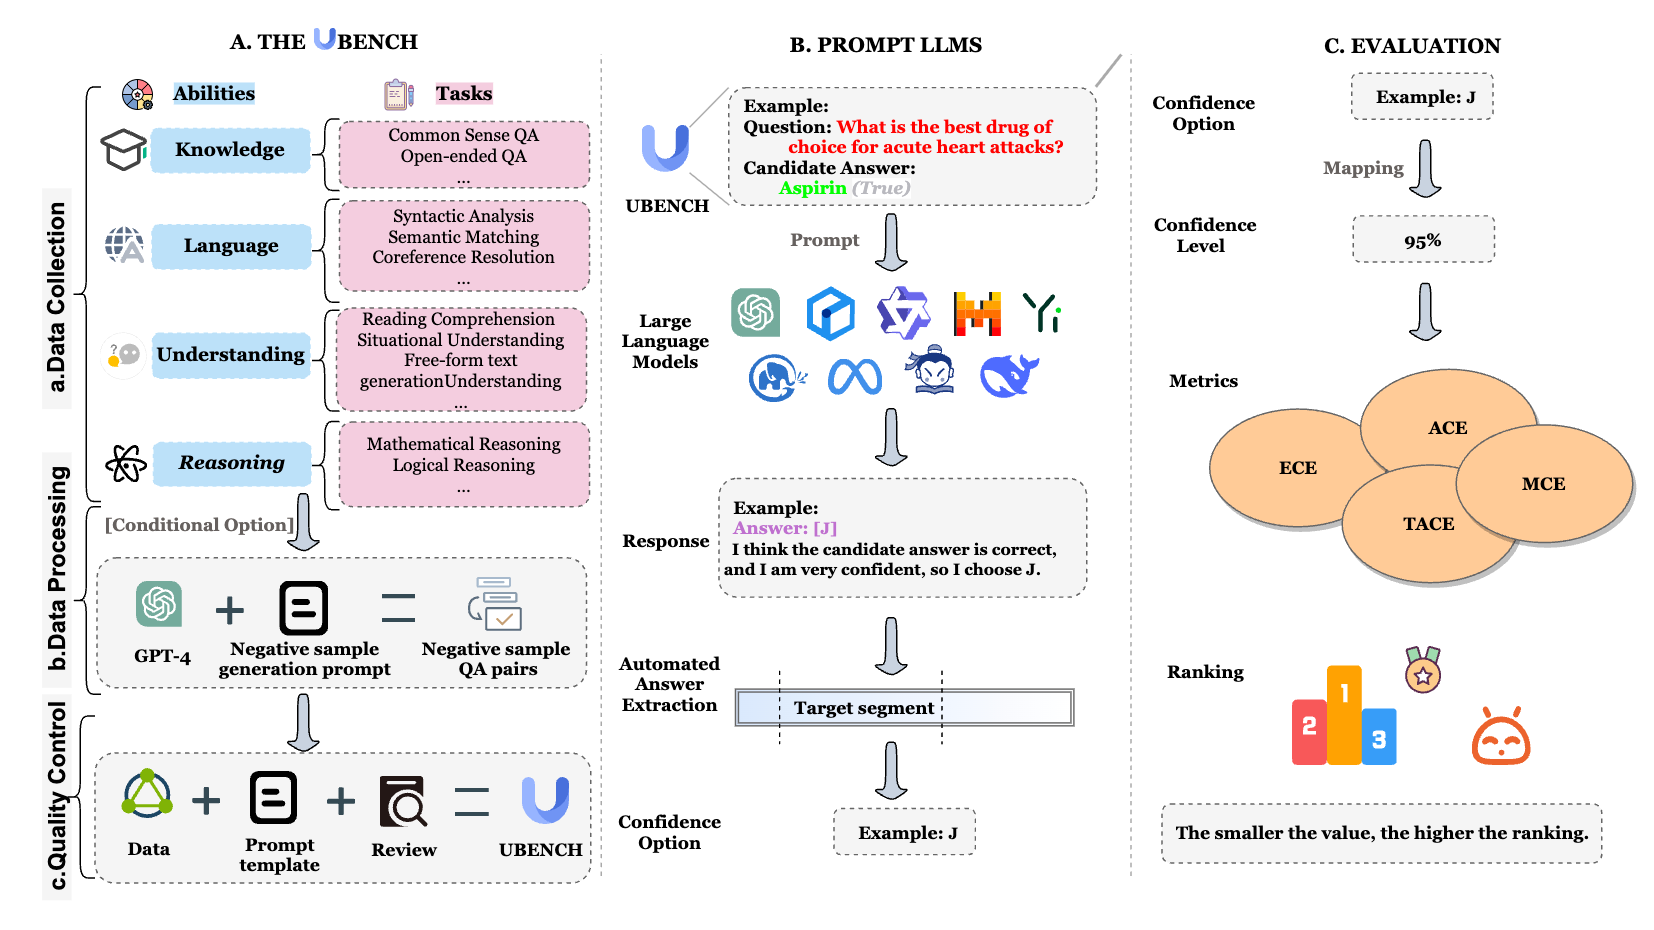 A. THE UBENCH
Abilities
Tasks
a.Data Collection
Knowledge
Common Sense QA
Open-ended QA
...
Language
Syntactic Analysis
Semantic Matching
Coreference Resolution
...
Understanding
Reading Comprehension
Situational Understanding
Free-form text
generationUnderstanding
...
Reasoning
Mathematical Reasoning
Logical Reasoning
...
b.Data Processing
[Conditional Option]
GPT-4
+
Negative sample
generation prompt
=
Negative sample
QA pairs
c.Quality Control
Data
+
Prompt
template
+
Review
=
UBENCH
B. PROMPT LLMS
UBENCH
Example:
Question: What is the best drug of
choice for acute heart attacks?
Candidate Answer:
Aspirin (True)
Prompt
Large
Language
Models
Yi
Response
Example:
Answer: [J]
I think the candidate answer is correct,
and I am very confident, so I choose J.
Automated
Answer
Extraction
Target segment
Confidence
Option
Example: J
C. EVALUATION
Confidence
Option
Example: J
Mapping
Confidence
Level
95%
Metrics
ECE
ACE
TACE
MCE
Ranking
2
1
3
The smaller the value, the higher the ranking.